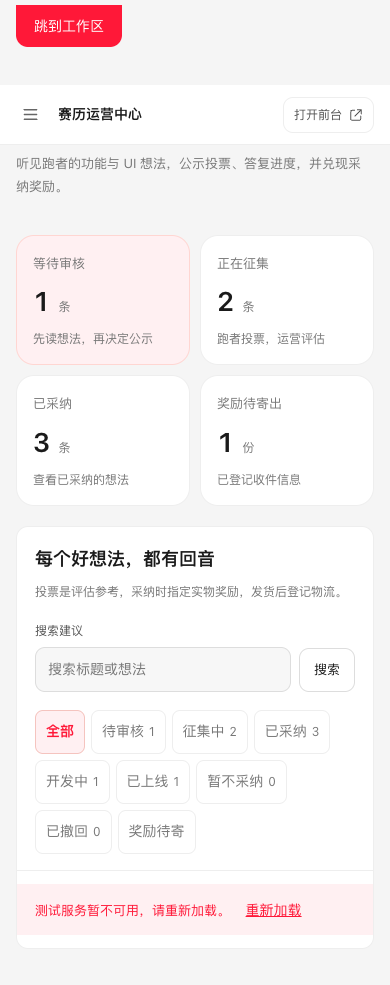 跳到工作区
赛历运营中心
打开前台
听见跑者的功能与 UI 想法，公示投票、答复进度，并兑现采
纳奖励。
等待审核
1 条
先读想法，再决定公示
正在征集
2 条
跑者投票，运营评估
已采纳
3 条
查看已采纳的想法
奖励待寄出
1 份
已登记收件信息
每个好想法，都有回音
投票是评估参考，采纳时指定实物奖励，发货后登记物流。
搜索建议
搜索标题或想法
搜索
全部 待审核 1 征集中 2 已采纳 3
开发中 1 已上线 1 暂不采纳 0
已撤回 0 奖励待寄
测试服务暂不可用，请重新加载。 重新加载